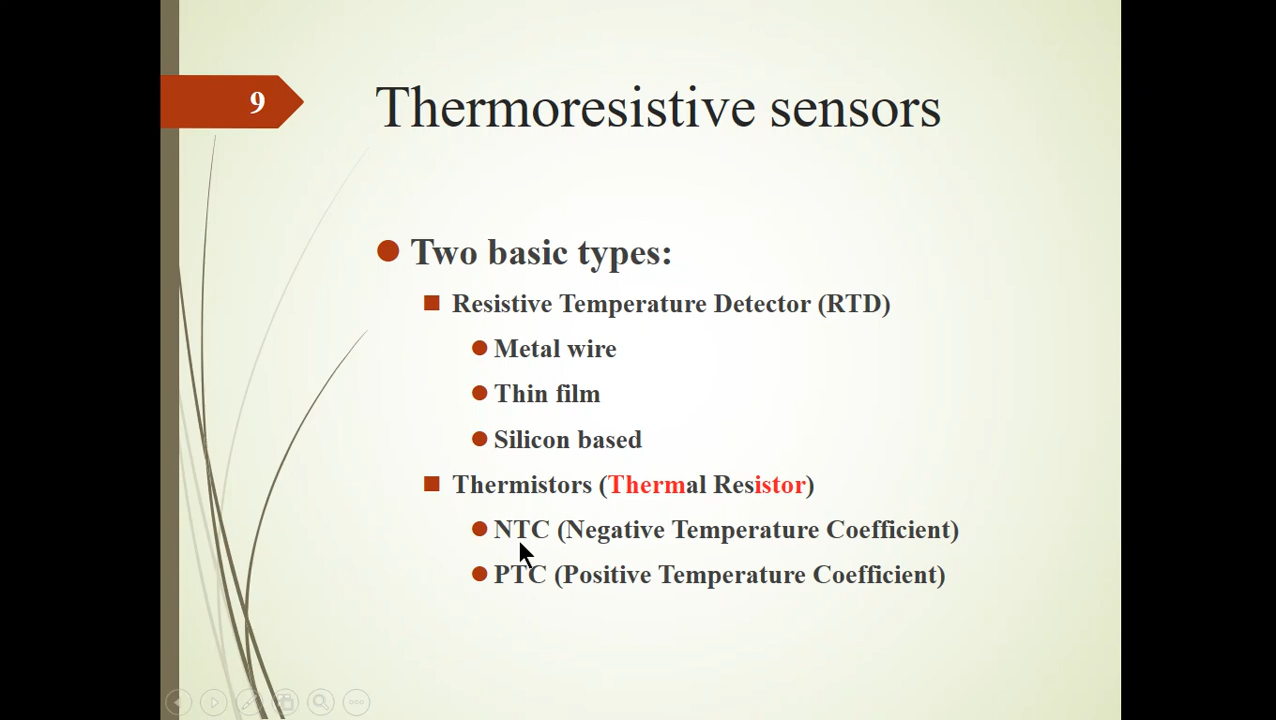 9
Thermoresistive sensors
Two basic types:
Resistive Temperature Detector (RTD)
Metal wire
Thin film
Silicon based
Thermistors (Thermal Resistor)
NTC (Negative Temperature Coefficient)
PTC (Positive Temperature Coefficient)